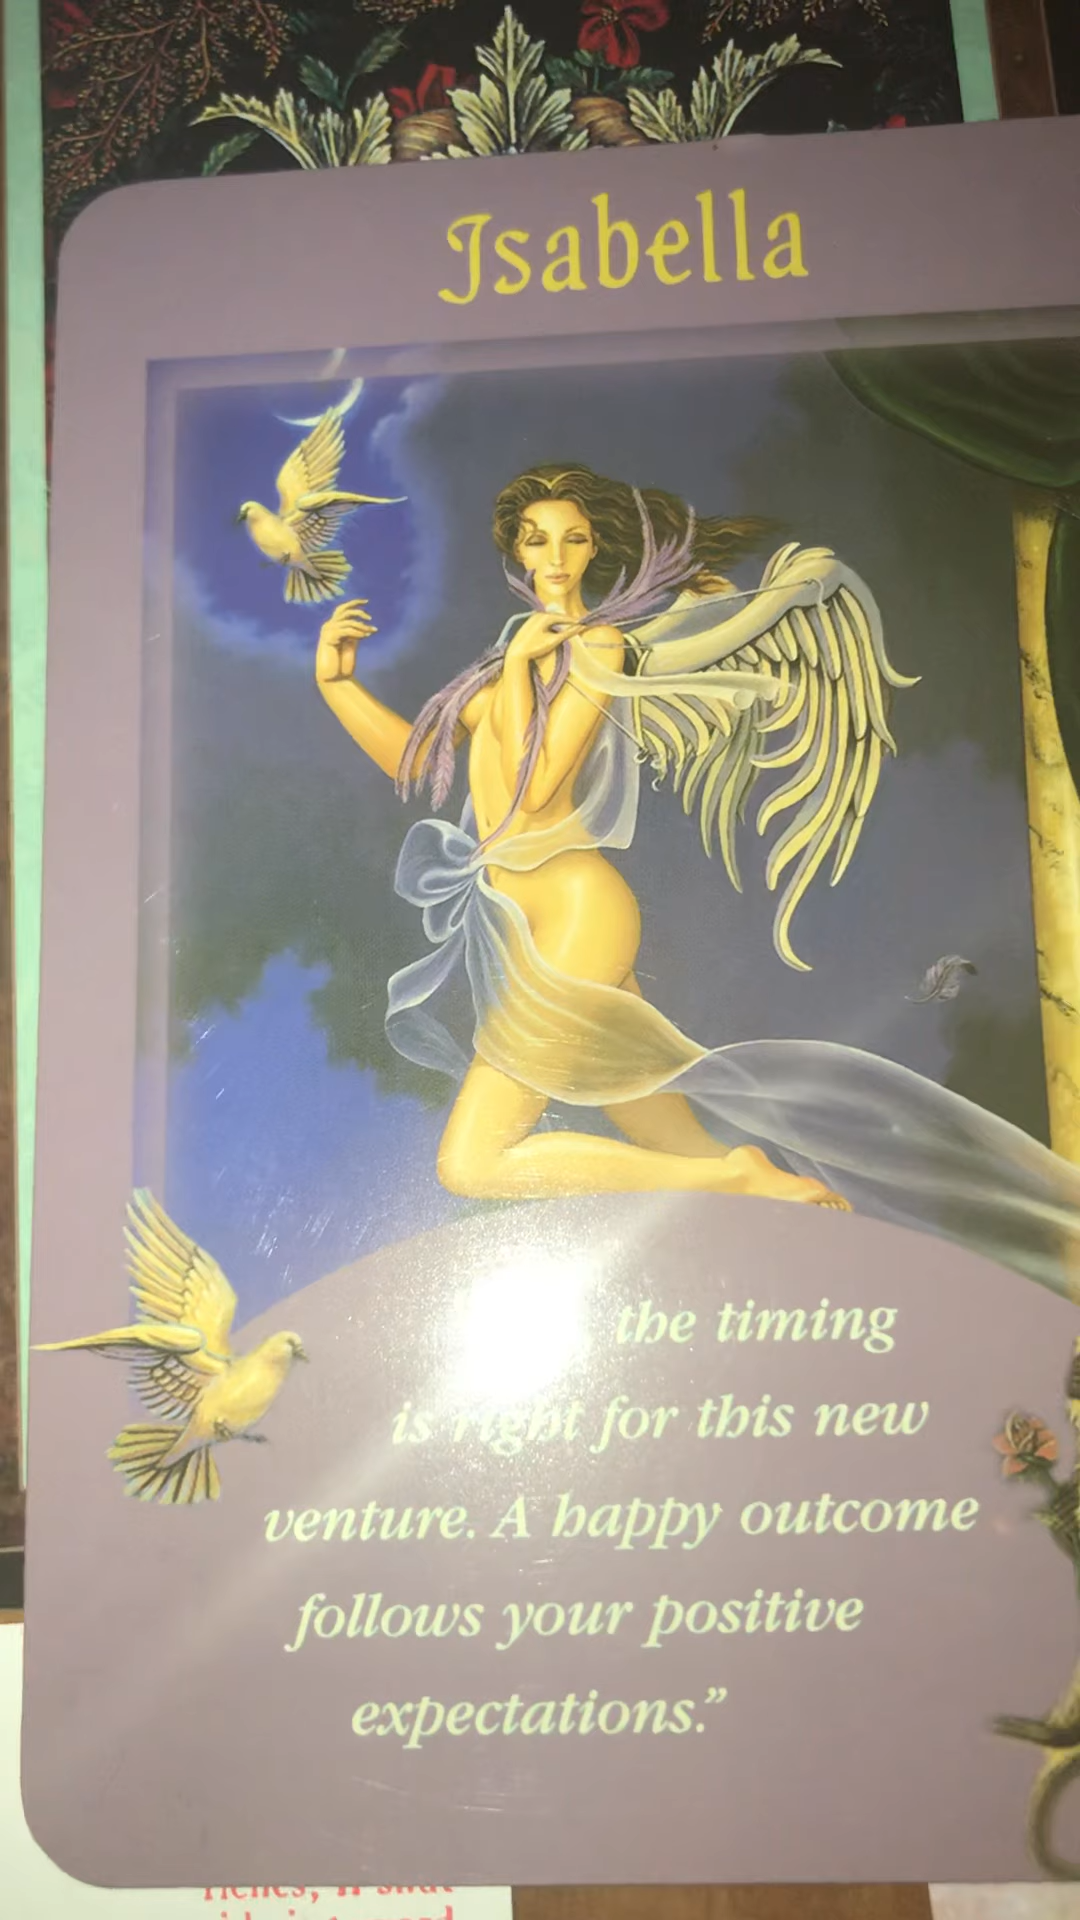 Isabella
the timing
is right for this new
venture. A happy outcome
follows your positive
expectations.”